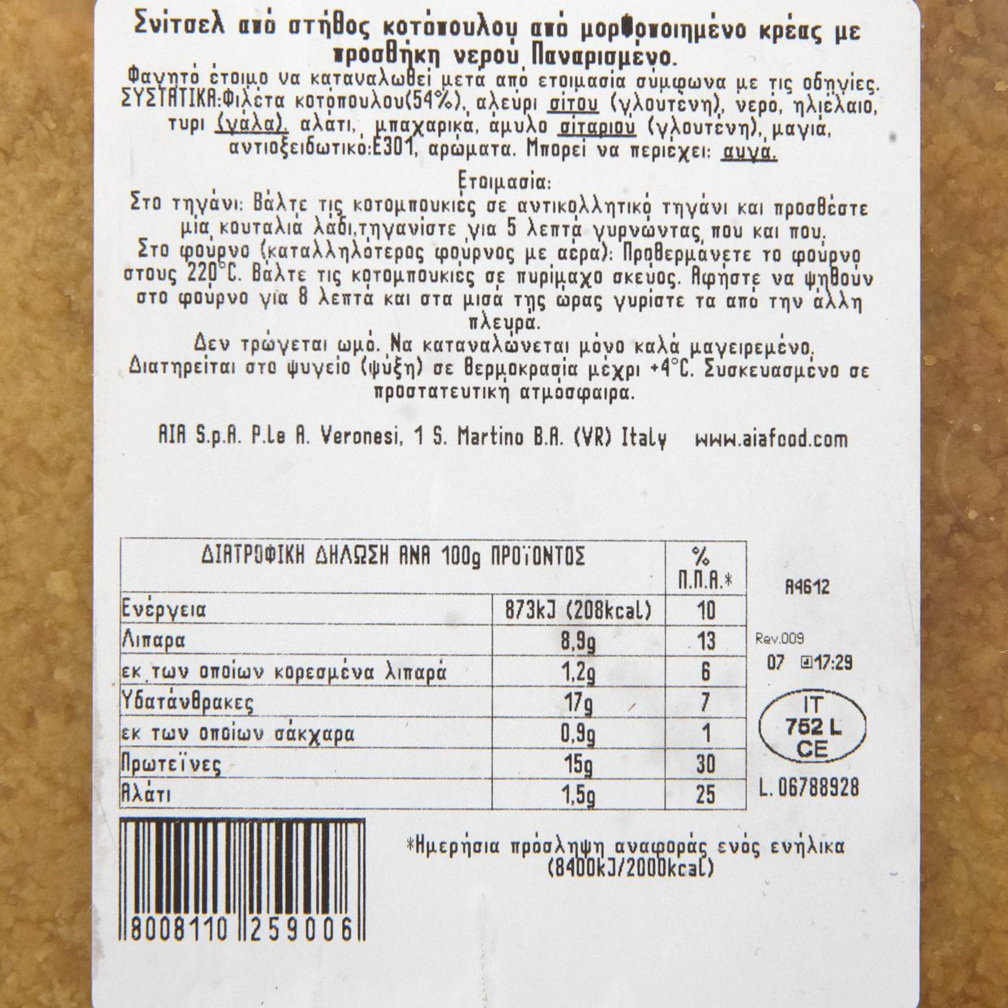 Σνίτσελ από στήθος κοτόπουλου από μορφοποιημένο κρέας με
προσθήκη νερού Παναρισμένο.
Φαγητό έτοιμο να καταναλωθεί μετά από ετοιμασία σύμφωνα με τις οδηγίες.
ΣΥΣΤΑΤΙΚΑ:Φιλέτα κοτόπουλου(54%), αλεύρι σίτου (γλουτένη), νερό, ηλιέλαιο,
τυρί (γάλα), αλάτι, μπαχαρικά, άμυλο σίταριου (γλουτένη), μαγιά,
αντιοξειδωτικό:E301, αρώματα. Μπορεί να περιέχει: αυγά.
Ετοιμασία:
Στο τηγάνι: Βάλτε τις κοτομπουκιές σε αντικολλητικό τηγάνι και προσθέστε
μία κουταλιά λάδι,τηγανίστε για 5 λεπτά γυρνώντας που και που.
Στο φούρνο (καταλληλότερος φούρνος με αέρα): Προθερμάνετε το φούρνο
στους 220°C. Βάλτε τις κοτομπουκιές σε πυρίμαχο σκεύος. Αφήστε να ψηθούν
στο φούρνο για 8 λεπτά και στα μισά της ώρας γυρίστε τα από την άλλη
πλευρά.
Δεν τρώγεται ωμό. Να καταναλώνεται μόνο καλά μαγειρεμένο.
Διατηρείται στο ψυγείο (ψύξη) σε θερμοκρασία μέχρι +4°C. Συσκευασμένο σε
προστατευτική ατμόσφαιρα.
AIA S.p.A. P.Le A. Veronesi, 1 S. Martino B.A. (VR) Italy www.aiafood.com
ΔΙΑΤΡΟΦΙΚΗ ΔΗΛΩΣΗ ΑΝΑ 100g ΠΡΟϊΟΝΤΟΣ %
Π.Π.Α.*
Ενέργεια 873kJ (208kcal) 10
Λιπαρα 8,9g 13
εκ των οποίων κορεσμένα λιπαρά 1,2g 6
Υδατάνθρακες 17g 7
εκ των οποίων σάκχαρα 0,9g 1
Πρωτεϊνες 15g 30
Αλάτι 1,5g 25
A4612
Rev.009
07 17:29
IT
752 L
CE
L. 06788928
*Ημερήσια πρόσληψη αναφοράς ενός ενήλικα
(8400kJ/2000kcal)
8008110 259006